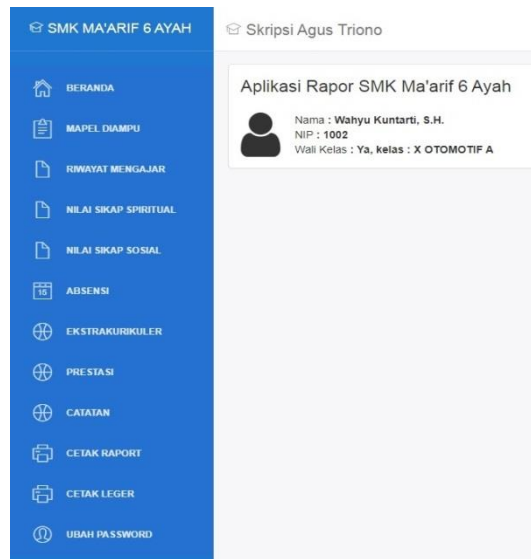 SMK MA'ARIF 6 AYAH
Skripsi Agus Triono
BERANDA
MAPEL DIAMPU
RIWAYAT MENGAJAR
NILAI SIKAP SPIRITUAL
NILAI SIKAP SOSIAL
ABSENSI
EKSTRAKURIKULER
PRESTASI
CATATAN
CETAK RAPORT
CETAK LEGER
UBAH PASSWORD
Aplikasi Rapor SMK Ma'arif 6 Ayah
Nama : Wahyu Kuntarti, S.H.
NIP : 1002
Wali Kelas : Ya, kelas : X OTOMOTIF A